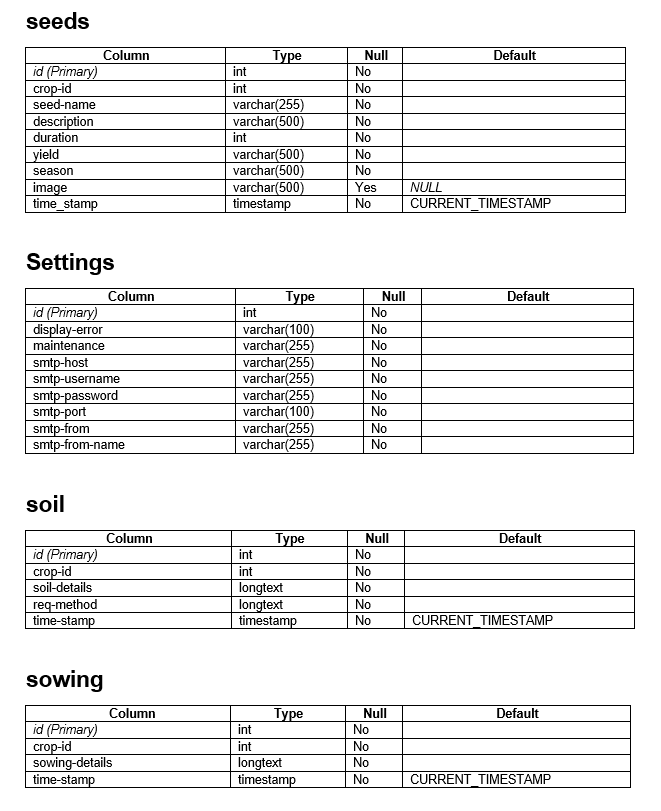 seeds
Column Type Null Default
id (Primary) int No
crop-id int No
seed-name varchar(255) No
description varchar(500) No
duration int No
yield varchar(500) No
season varchar(500) No
image varchar(500) Yes NULL
time_stamp timestamp No CURRENT_TIMESTAMP
Settings
Column Type Null Default
id (Primary) int No
display-error varchar(100) No
maintenance varchar(255) No
smtp-host varchar(255) No
smtp-username varchar(255) No
smtp-password varchar(255) No
smtp-port varchar(100) No
smtp-from varchar(255) No
smtp-from-name varchar(255) No
soil
Column Type Null Default
id (Primary) int No
crop-id int No
soil-details longtext No
req-method longtext No
time-stamp timestamp No CURRENT_TIMESTAMP
sowing
Column Type Null Default
id (Primary) int No
crop-id int No
sowing-details longtext No
time-stamp timestamp No CURRENT_TIMESTAMP